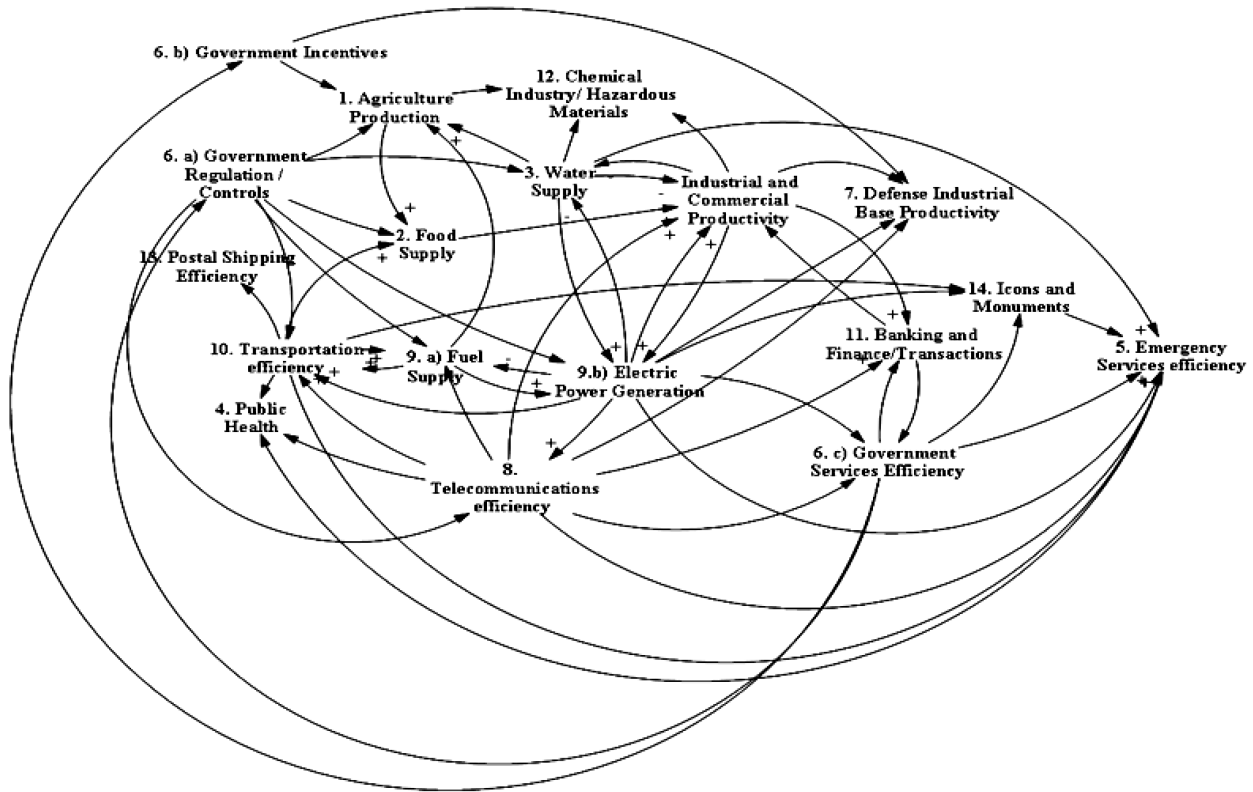 6. b) Government Incentives
12. Chemical
Industry/ Hazardous
Materials
1. Agriculture
Production
+
6. a) Government
Regulation /
Controls
3. Water
Supply
-
-
Industrial and
Commercial
Productivity
+
+
7. Defense Industrial
Base Productivity
+
2. Food
Supply
+
13. Postal Shipping
Efficiency
14. Icons and
Monuments
+
11. Banking and
Finance/Transactions
+
+
5. Emergency
Services efficiency
+
10. Transportation
efficiency
+
+
+
9. a) Fuel
Supply
-
+
+
+
9.b) Electric
Power Generation
4. Public
Health
+
8.
Telecommunications
efficiency
6. c) Government
Services Efficiency